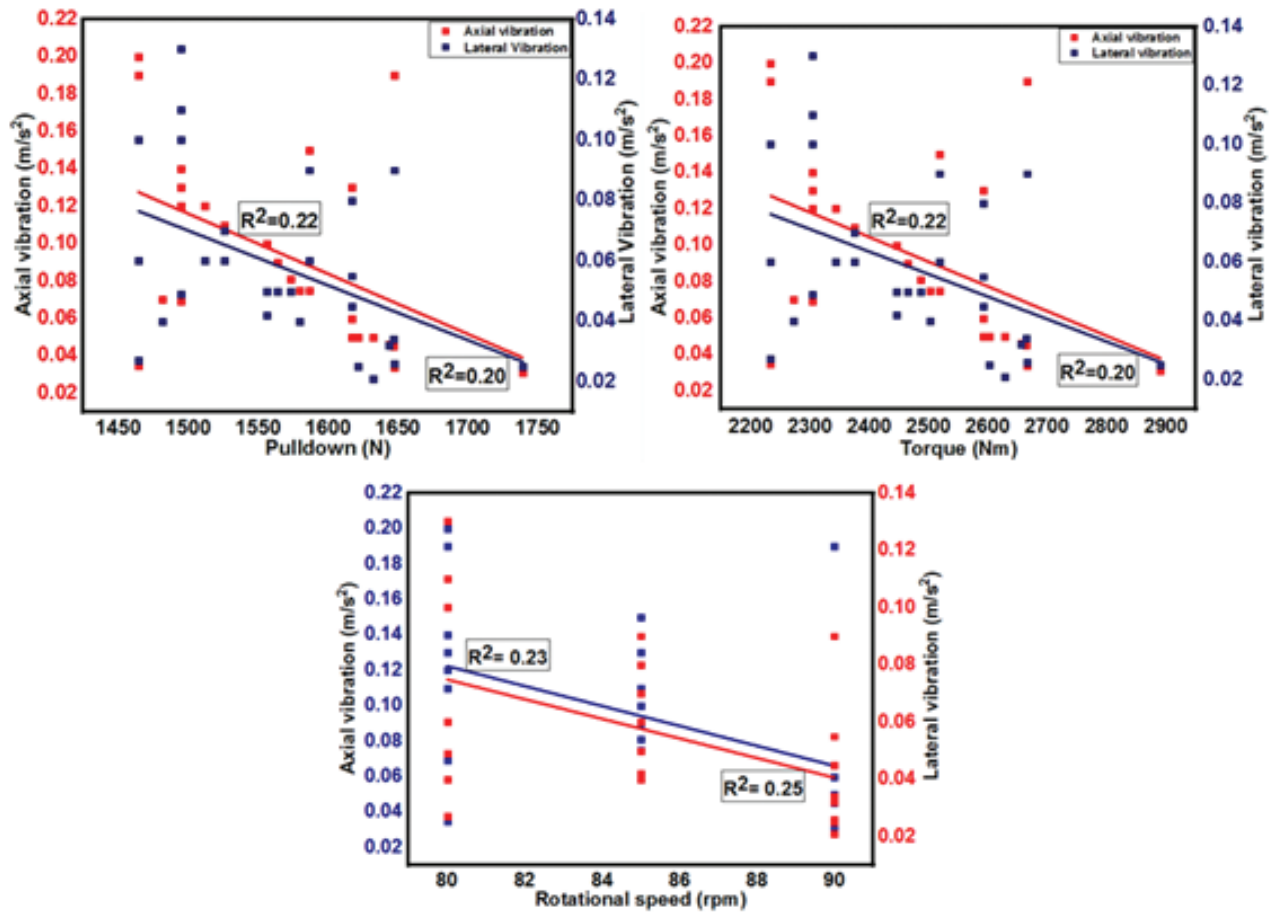 0.22
0.20
0.18
0.16
0.14
0.12
0.10
0.08
0.06
0.04
0.02
Axial vibration (m/s²)
Axial vibration
Lateral Vibration
R²=0.22
R²=0.20
0.14
0.12
0.10
0.08
0.06
0.04
0.02
Lateral Vibration (m/s²)
1450 1500 1550 1600 1650 1700 1750
Pulldown (N)
0.22
0.20
0.18
0.16
0.14
0.12
0.10
0.08
0.06
0.04
0.02
Axial vibration (m/s²)
Axial vibration
Lateral vibration
R²=0.22
R²=0.20
0.14
0.12
0.10
0.08
0.06
0.04
0.02
Lateral vibration (m/s²)
2200 2300 2400 2500 2600 2700 2800 2900
Torque (Nm)
0.22
0.20
0.18
0.16
0.14
0.12
0.10
0.08
0.06
0.04
0.02
Axial vibration (m/s²)
R²= 0.23
R²= 0.25
0.14
0.12
0.10
0.08
0.06
0.04
0.02
Lateral vibration (m/s²)
80 82 84 86 88 90
Rotational speed (rpm)